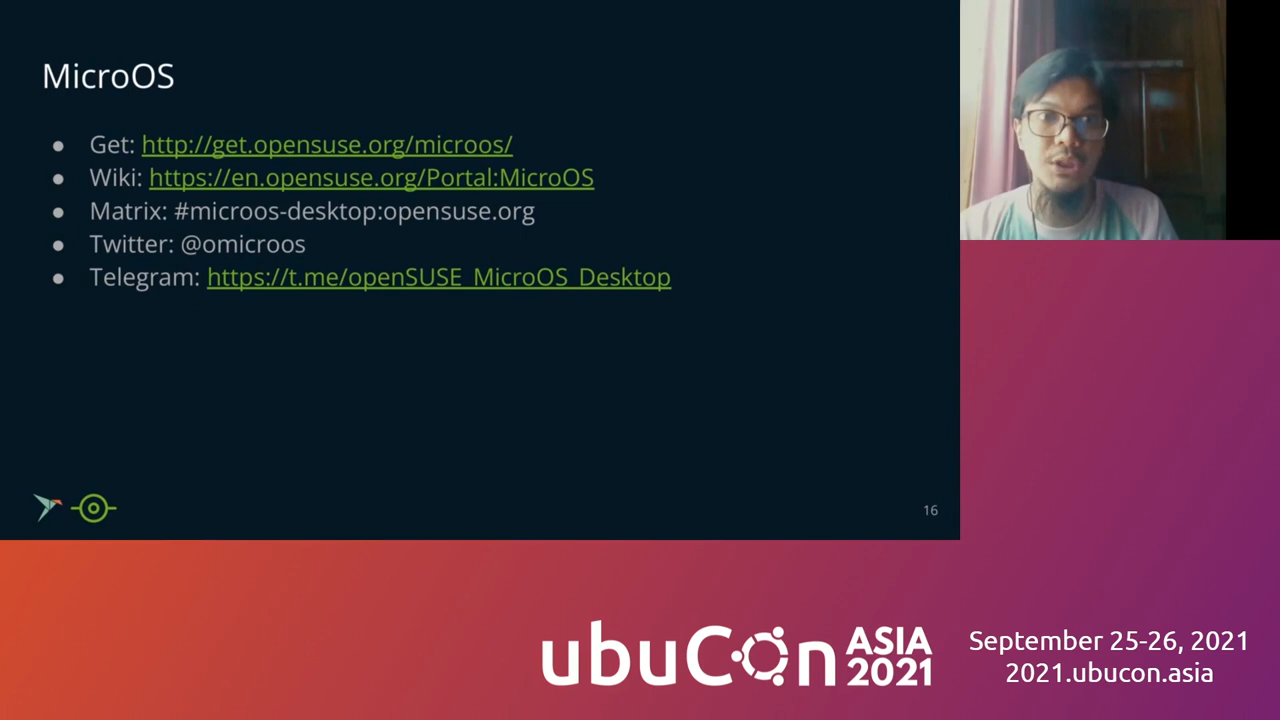 MicroOS
● Get: http://get.opensuse.org/microos/
● Wiki: https://en.opensuse.org/Portal:MicroOS
● Matrix: #microos-desktop:opensuse.org
● Twitter: @omicroos
● Telegram: https://t.me/openSUSE_MicroOS_Desktop
16
ubuCon ASIA 2021
September 25-26, 2021
2021.ubucon.asia